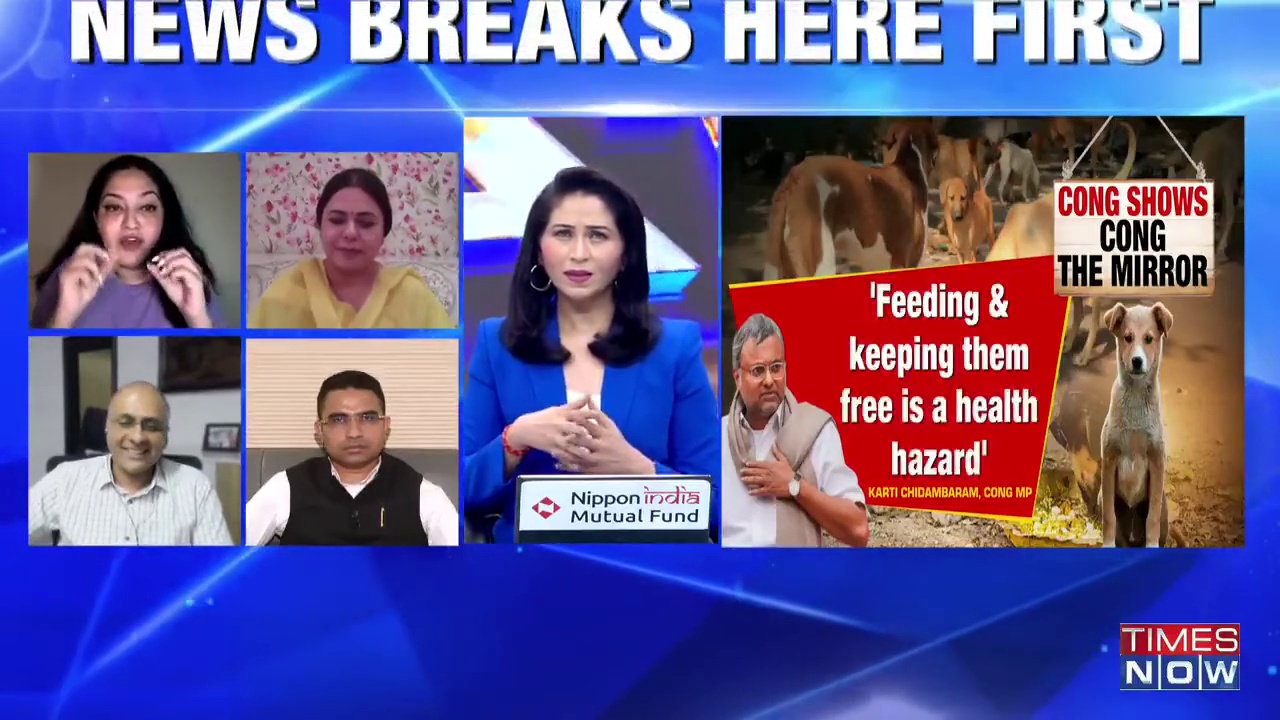 NEWS BREAKS HERE FIRST
CONG SHOWS
CONG
THE MIRROR
'Feeding &
keeping them
free is a health
hazard'
KARTI CHIDAMBARAM, CONG MP
Nippon india
Mutual Fund
TIMES
NOW